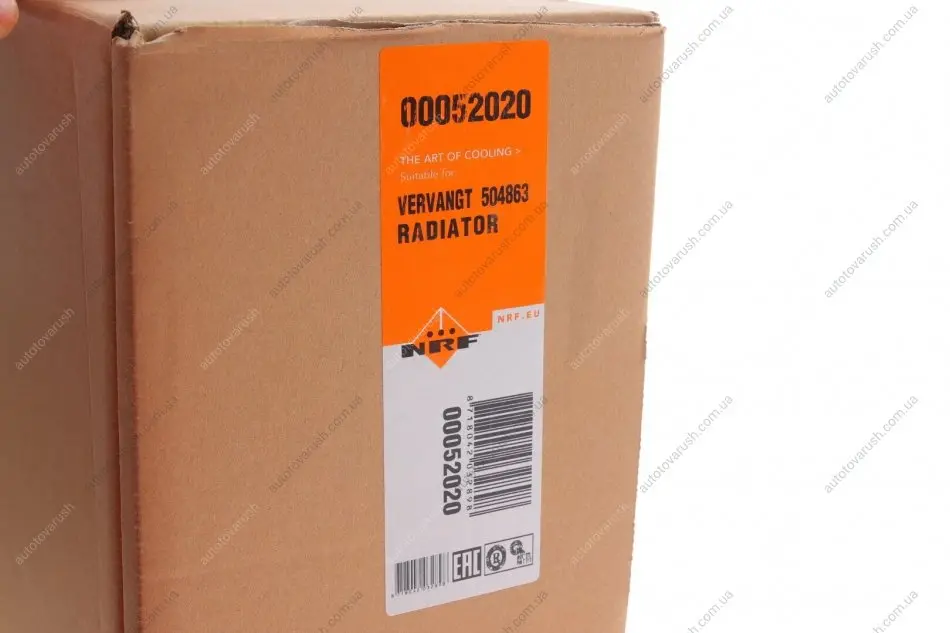 00052020
THE ART OF COOLING >
Suitable for
VERVANGT 504863
RADIATOR
NRF.EU
NRF
00052020
EAC
autotovarush.com.ua